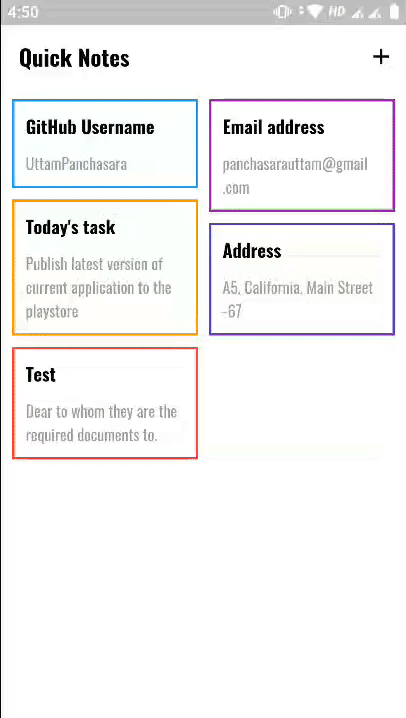 4:50
HD
Quick Notes
+
GitHub Username
UttamPanchasara
Email address
panchasarauttam@gmail
.com
Today's task
Publish latest version of
current application to the
playstore
Address
A5, California, Main Street
-67
Test
Dear to whom they are the
required documents to.